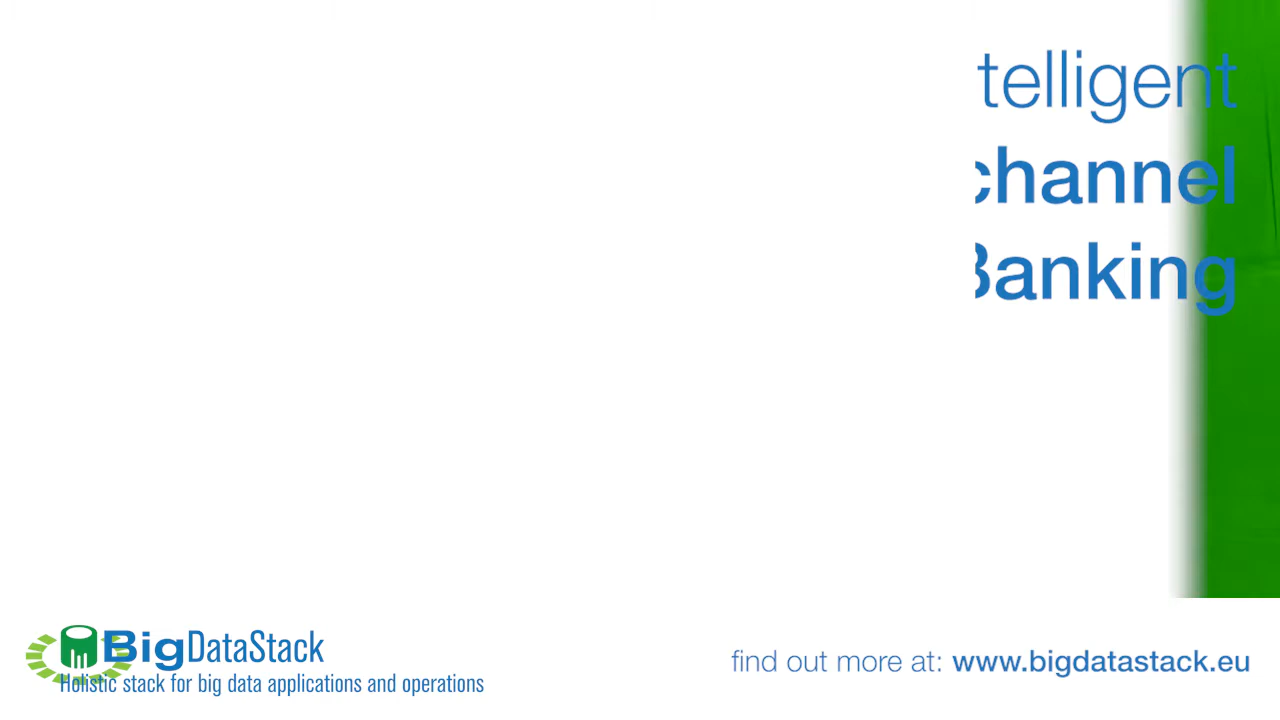 telligent
channel
Banking
BigDataStack
Holistic stack for big data applications and operations
find out more at: www.bigdatastack.eu